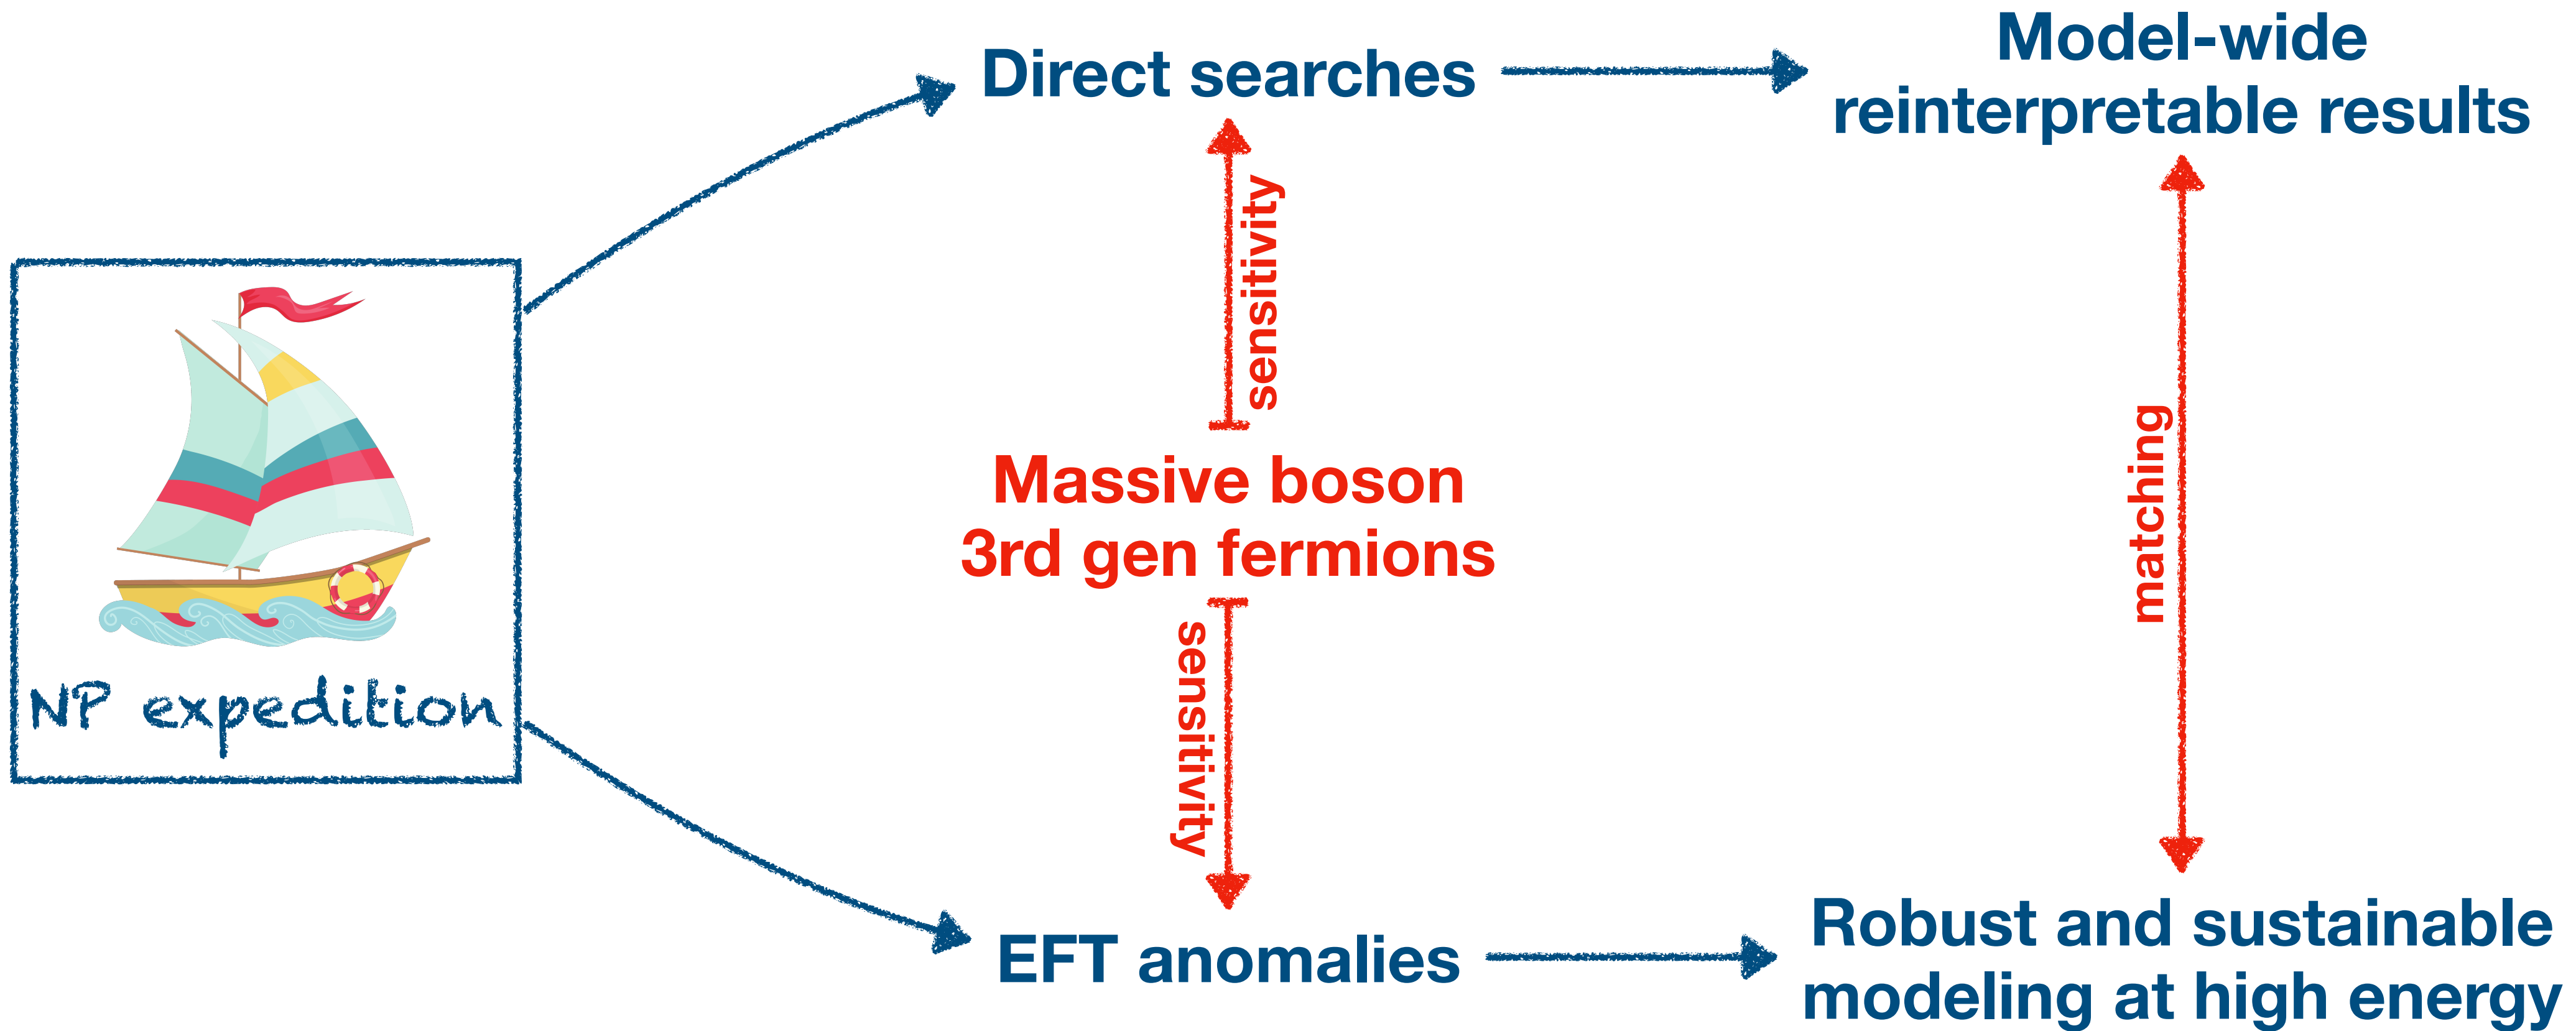 NP expedition
Direct searches
Model-wide
reinterpretable results
sensitivity
Massive boson
3rd gen fermions
sensitivity
matching
EFT anomalies
Robust and sustainable
modeling at high energy